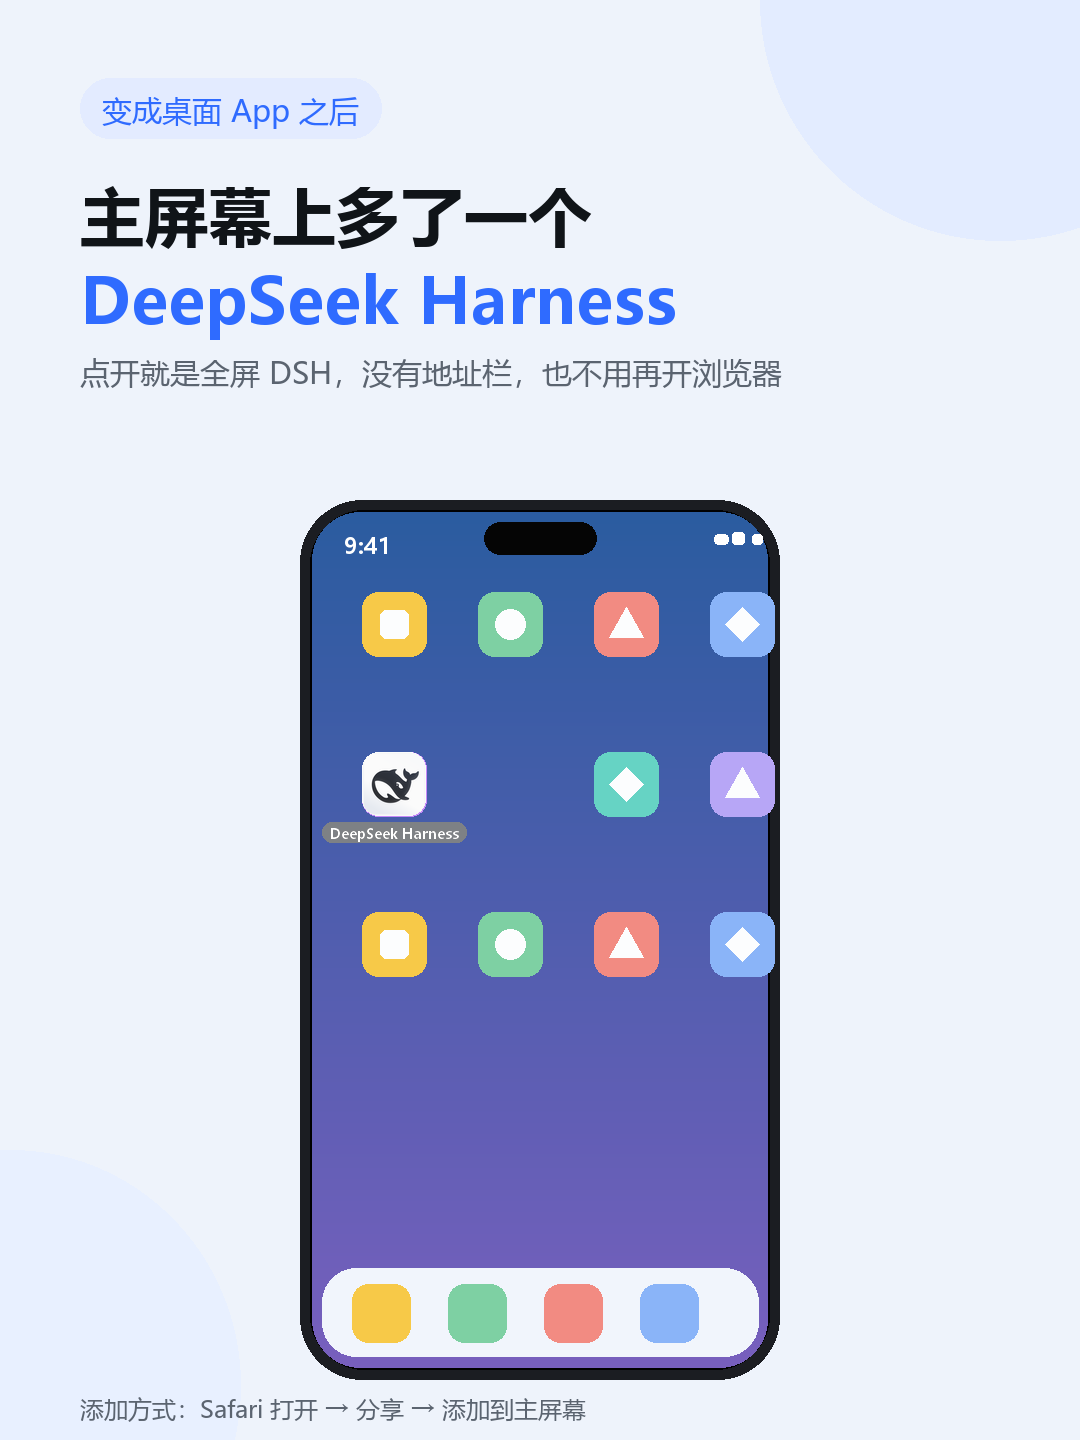 变成桌面 App 之后
主屏幕上多了一个
DeepSeek Harness
点开就是全屏 DSH，没有地址栏，也不用再开浏览器
9:41
DeepSeek Harness
添加方式：Safari 打开 → 分享 → 添加到主屏幕